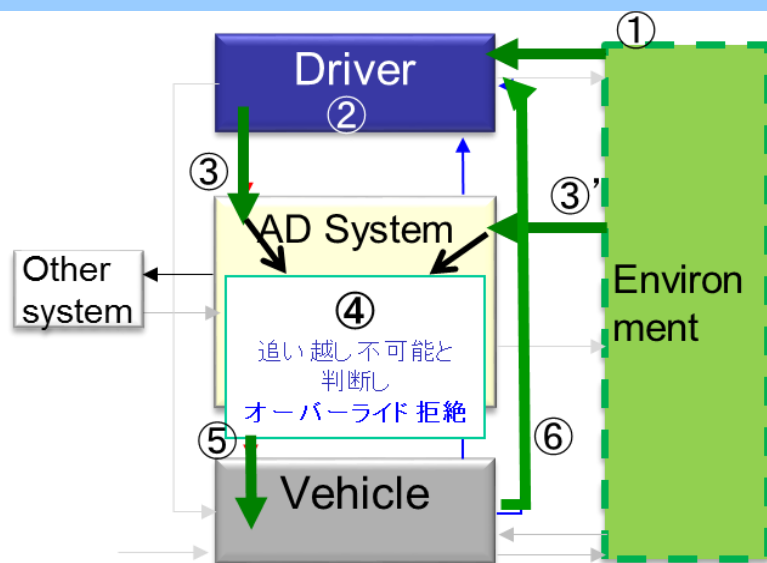 ①
Driver
②
③
③’
AD System
Other
system
Environ
ment
④
追い越し不可能と
判断し
オーバーライド拒絶
⑤
⑥
Vehicle